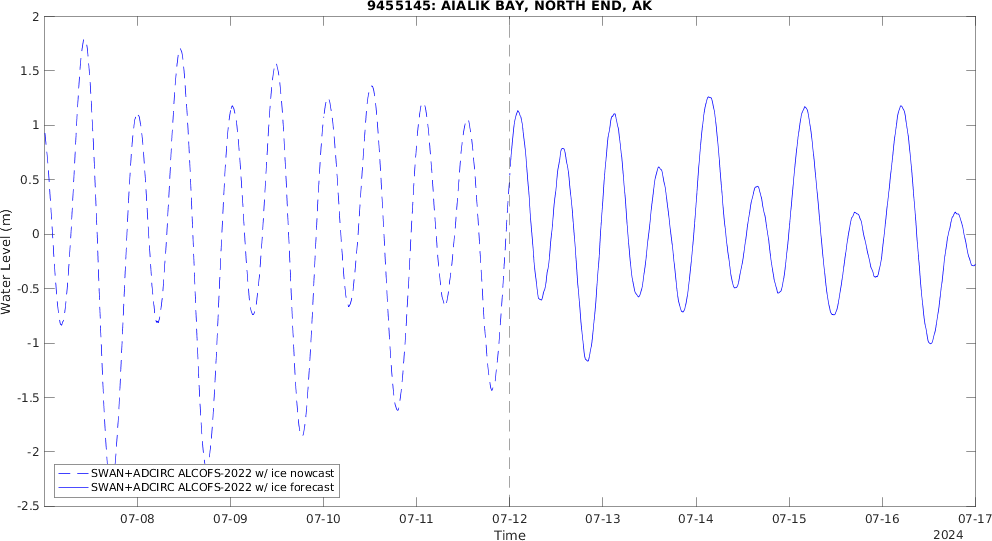 9455145: AIALIK BAY, NORTH END, AK
2
1.5
1
0.5
0
-0.5
-1
-1.5
-2
-2.5
Water Level (m)
SWAN+ADCIRC ALCOFS-2022 w/ ice nowcast
SWAN+ADCIRC ALCOFS-2022 w/ ice forecast
07-08 07-09 07-10 07-11 07-12 07-13 07-14 07-15 07-16 07-17
Time
2024